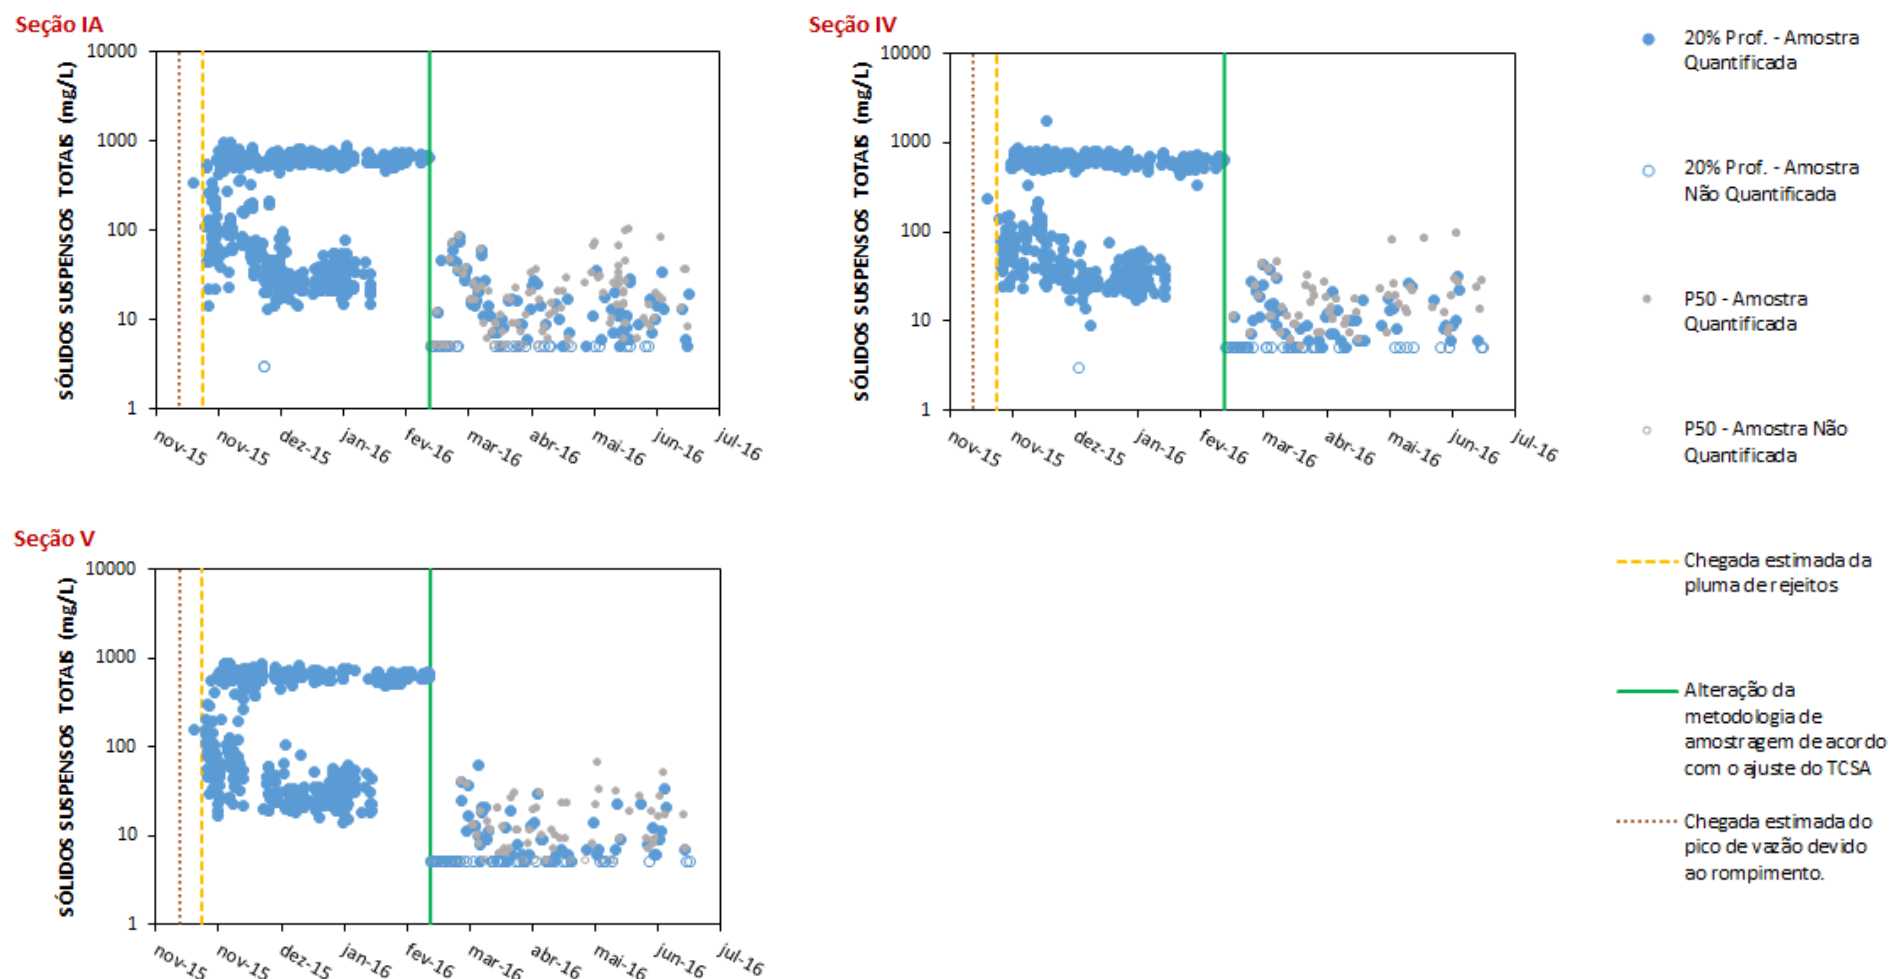 Seção IA
SÓLIDOS SUSPENSOS TOTAIS (mg/L)
10000
1000
100
10
1
nov-15
nov-15
dez-15
jan-16
fev-16
mar-16
abr-16
mai-16
jun-16
jul-16
Seção IV
SÓLIDOS SUSPENSOS TOTAIS (mg/L)
10000
1000
100
10
1
nov-15
nov-15
dez-15
jan-16
fev-16
mar-16
abr-16
mai-16
jun-16
jul-16
Seção V
SÓLIDOS SUSPENSOS TOTAIS (mg/L)
10000
1000
100
10
1
nov-15
nov-15
dez-15
jan-16
fev-16
mar-16
abr-16
mai-16
jun-16
jul-16
20% Prof. - Amostra
Quantificada
20% Prof. - Amostra
Não Quantificada
P50 - Amostra
Quantificada
P50 - Amostra Não
Quantificada
Chegada estimada da
pluma de rejeitos
Alteração da
metodologia de
amostragem de acordo
com o ajuste do TCSA
Chegada estimada do
pico de vazão devido
ao rompimento.